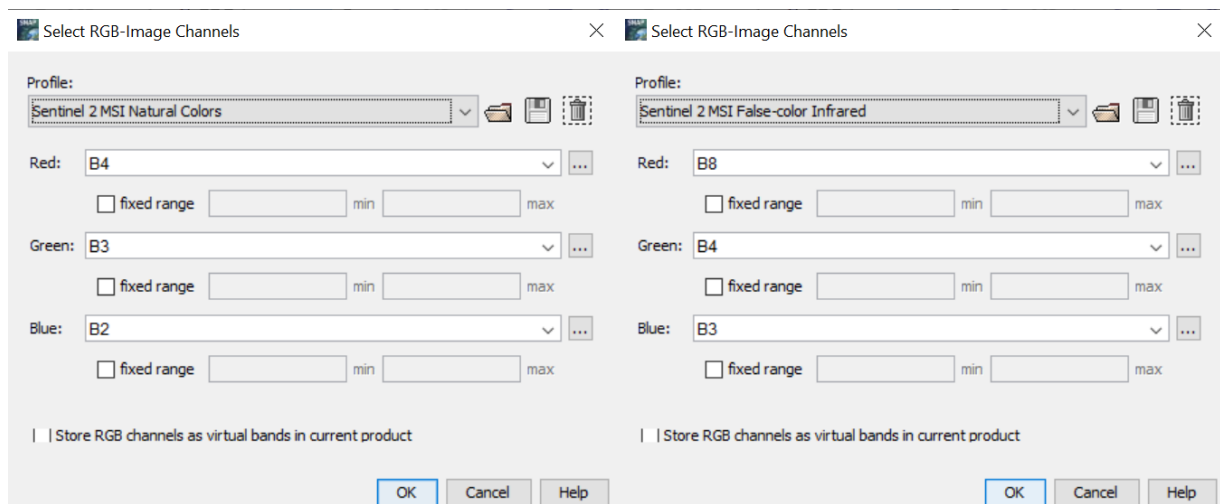 SNAP Select RGB-Image Channels
Profile:
Sentinel 2 MSI Natural Colors
Red: B4 ...
fixed range min max
Green: B3 ...
fixed range min max
Blue: B2 ...
fixed range min max
Store RGB channels as virtual bands in current product
OK Cancel Help
SNAP Select RGB-Image Channels
Profile:
Sentinel 2 MSI False-color Infrared
Red: B8 ...
fixed range min max
Green: B4 ...
fixed range min max
Blue: B3 ...
fixed range min max
Store RGB channels as virtual bands in current product
OK Cancel Help